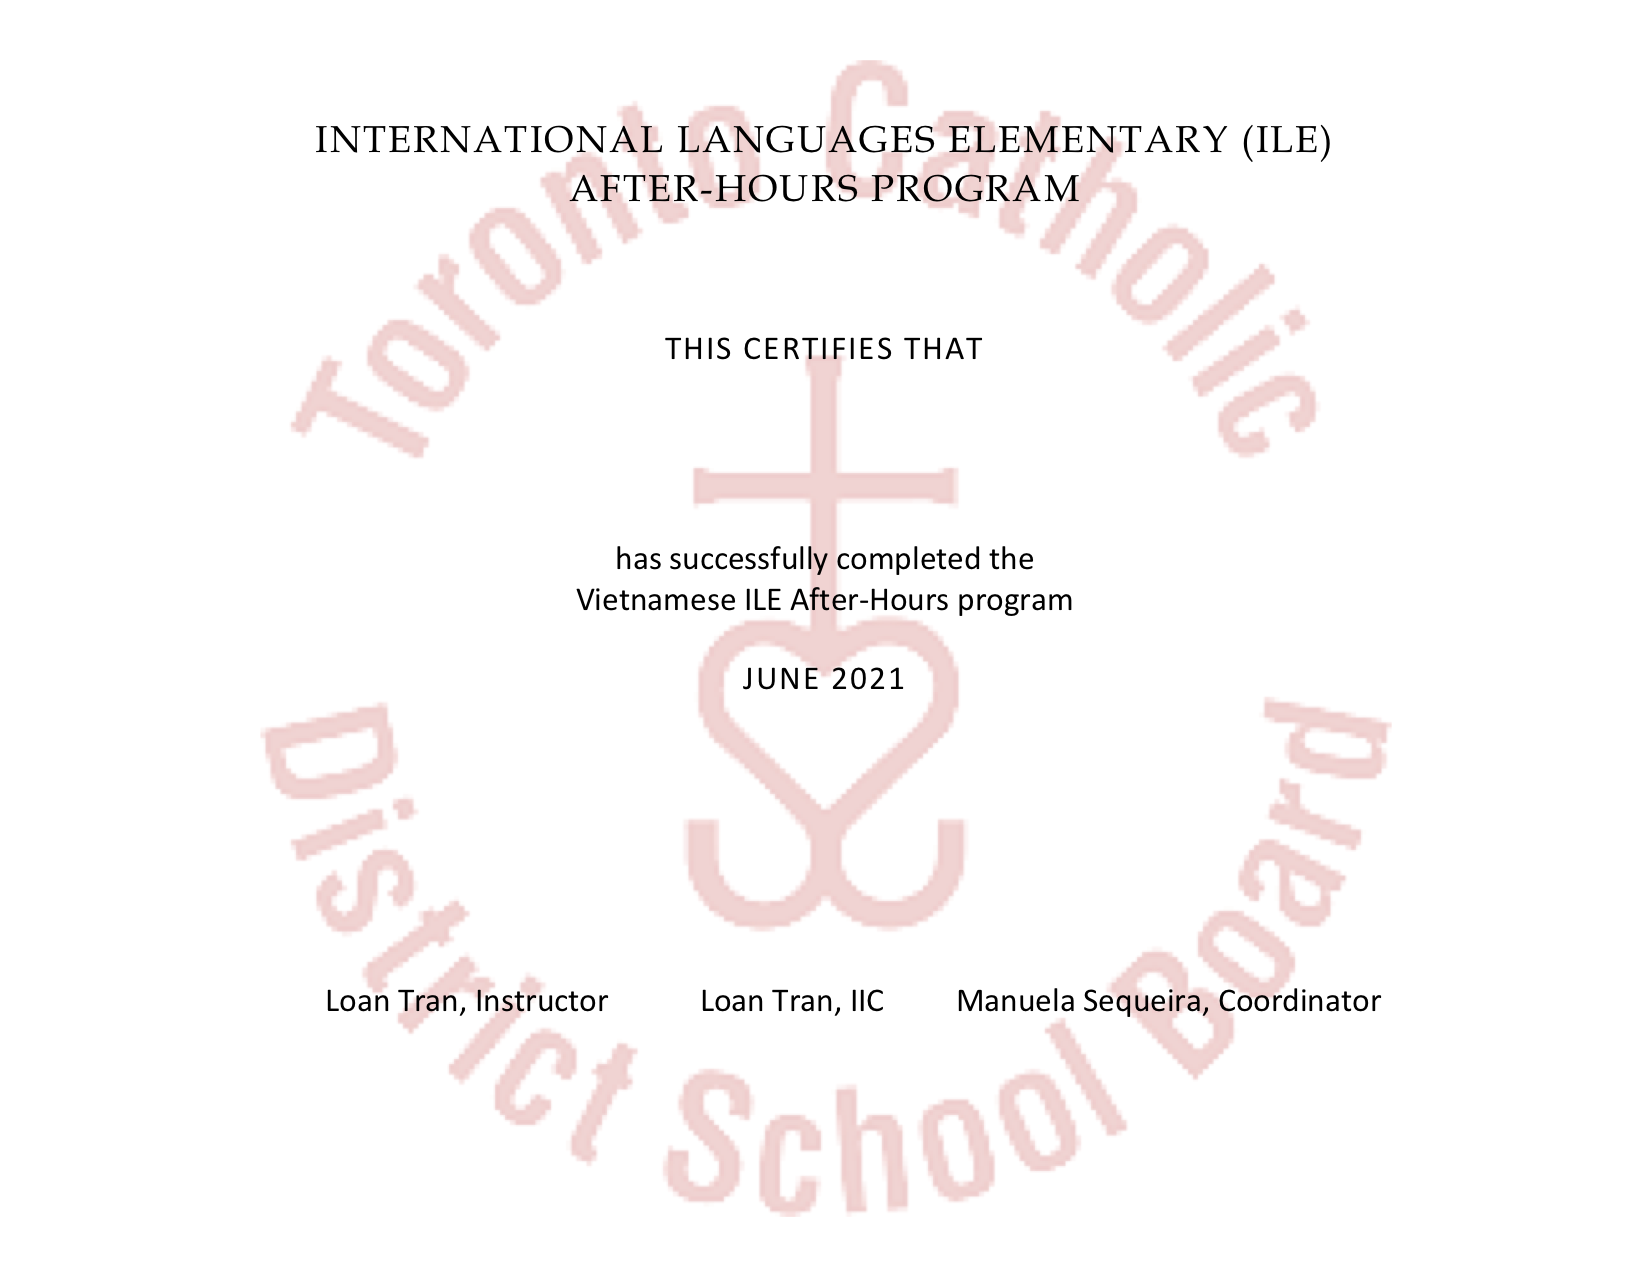 INTERNATIONAL LANGUAGES ELEMENTARY (ILE)
AFTER-HOURS PROGRAM
Toronto Catholic
THIS CERTIFIES THAT
has successfully completed the
Vietnamese ILE After-Hours program
JUNE 2021
Loan Tran, Instructor Loan Tran, IIC Manuela Sequeira, Coordinator
District School Board